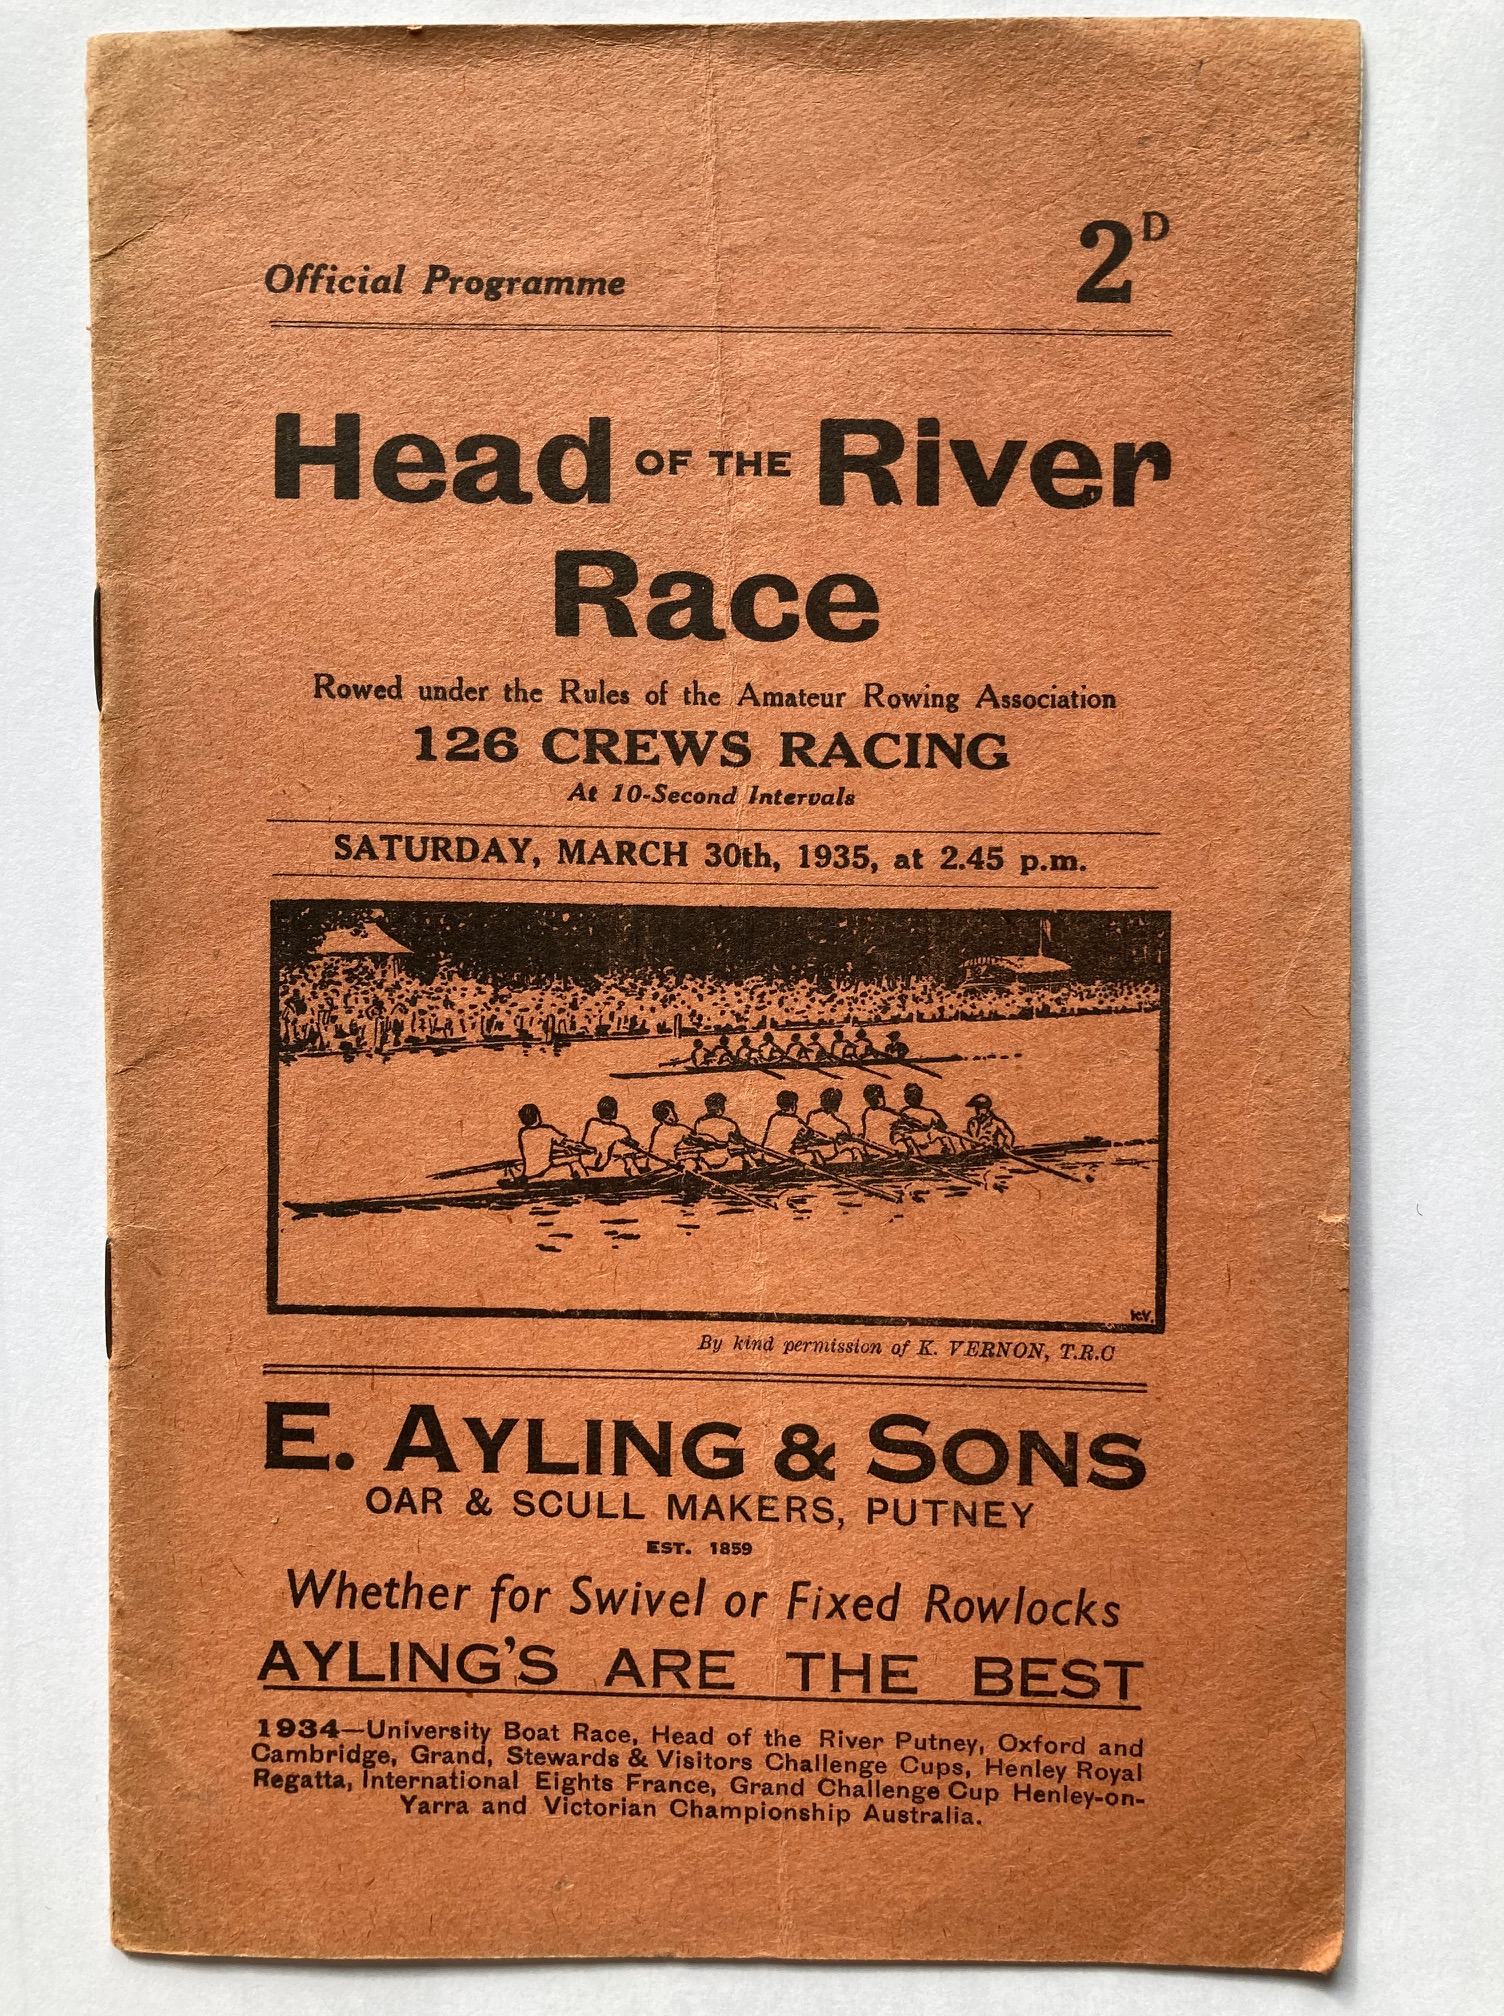 2D
Official Programme
Head OF THE River
Race
Rowed under the Rules of the Amateur Rowing Association
126 CREWS RACING
At 10-Second Intervals
SATURDAY, MARCH 30th, 1935, at 2.45 p.m.
K.V.
By kind permission of K. VERNON, T.R.C
E. AYLING & SONS
OAR & SCULL MAKERS, PUTNEY
EST. 1859
Whether for Swivel or Fixed Rowlocks
AYLING'S ARE THE BEST
1934—University Boat Race, Head of the River Putney, Oxford and
Cambridge, Grand, Stewards & Visitors Challenge Cups, Henley Royal
Regatta, International Eights France, Grand Challenge Cup Henley-on-
Yarra and Victorian Championship Australia.